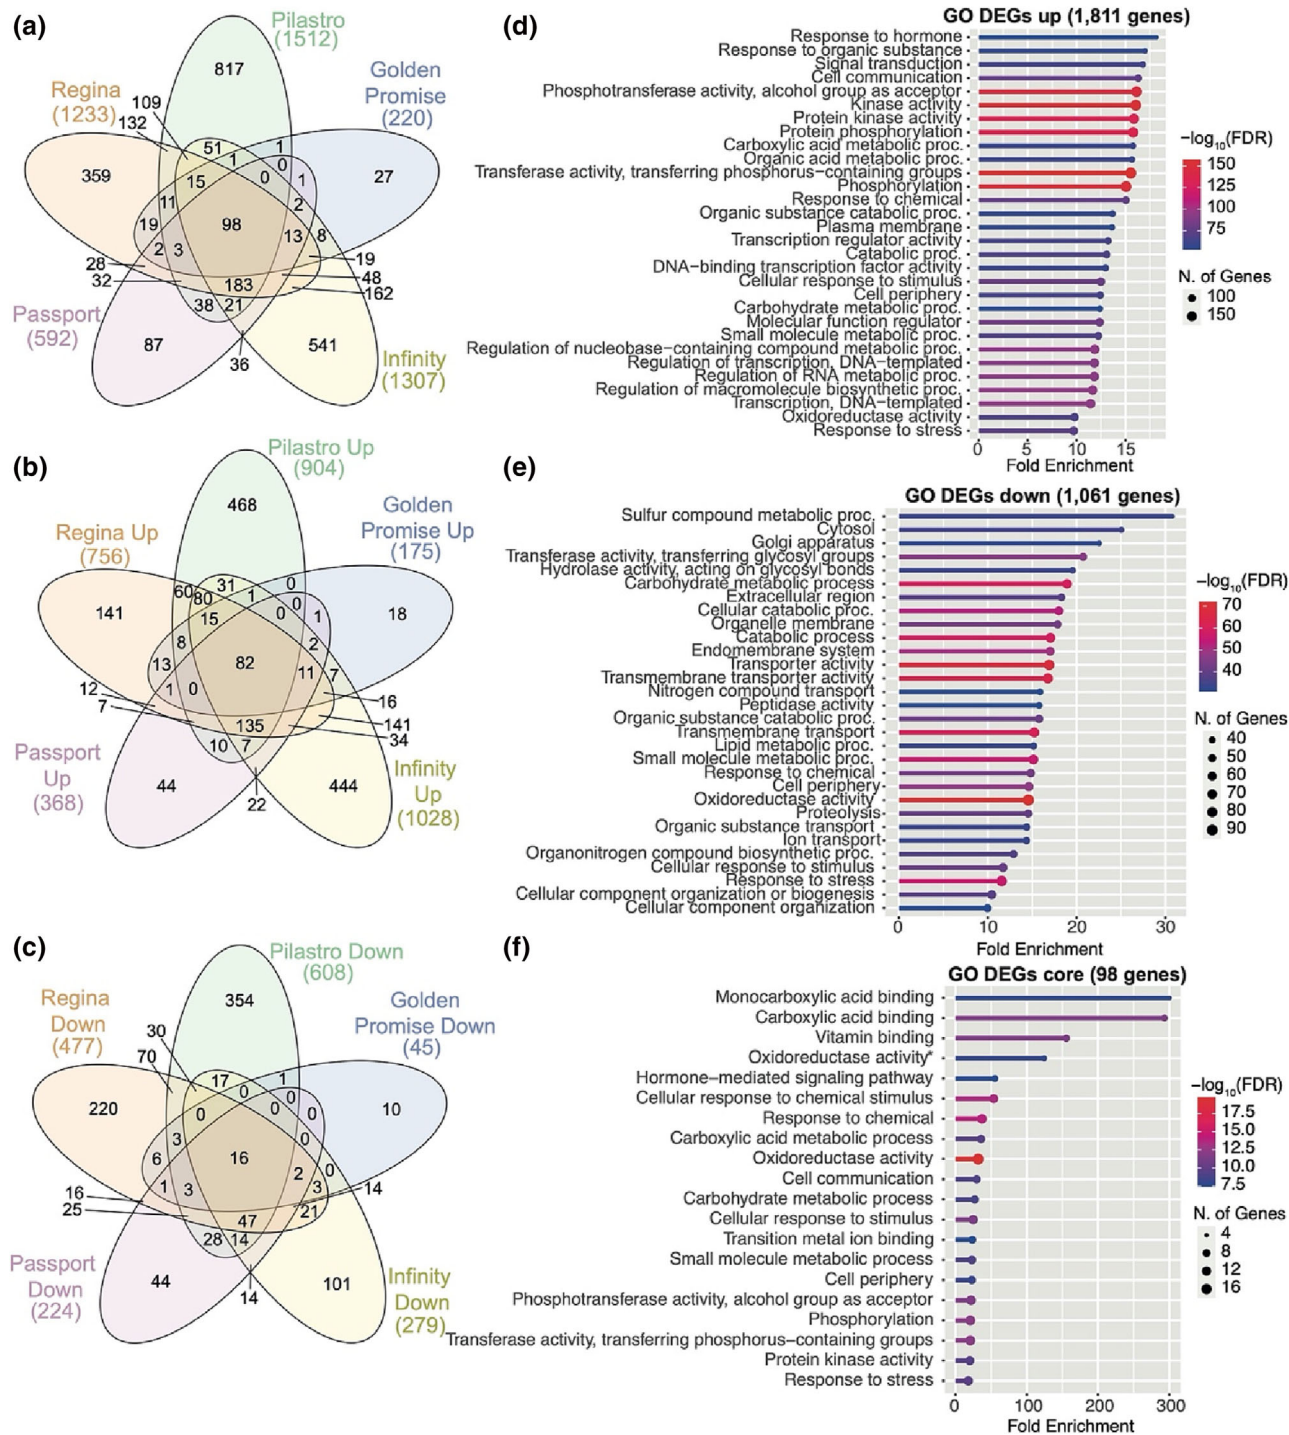 (a)
Pilastro
(1512)
Golden
Promise
(220)
Regina
(1233)
Passport
(592)
Infinity
(1307)
817
109
132
51
1
1
0
0
1
27
359
15
2
11
98
19
13
8
2
3
19
28
48
32
162
183
38
21
87
541
36
(b)
Pilastro Up
(904)
Golden
Promise Up
(175)
Regina Up
(756)
Passport
Up
(368)
Infinity
Up
(1028)
468
60
80
31
1
0
0
0
1
18
141
15
2
8
82
13
11
7
1
0
12
16
7
141
34
135
10
7
44
444
22
(c)
Pilastro Down
(608)
Golden
Promise Down
(45)
Regina
Down
(477)
Passport
Down
(224)
Infinity
Down
(279)
354
30
70
17
1
0
0
0
0
10
220
0
0
3
16
6
2
0
1
3
3
14
16
25
21
47
28
14
44
101
14
(d)
GO DEGs up (1,811 genes)
Response to hormone
Response to organic substance
Signal transduction
Cell communication
Phosphotransferase activity, alcohol group as acceptor
Kinase activity
Protein kinase activity
Protein phosphorylation
Carboxylic acid metabolic proc.
Organic acid metabolic proc.
Transferase activity, transferring phosphorus−containing groups
Phosphorylation
Response to chemical
Organic substance catabolic proc.
Plasma membrane
Transcription regulator activity
Catabolic proc.
DNA−binding transcription factor activity
Cellular response to stimulus
Cell periphery
Carbohydrate metabolic proc.
Molecular function regulator
Small molecule metabolic proc.
Regulation of nucleobase−containing compound metabolic proc.
Regulation of transcription, DNA−templated
Regulation of RNA metabolic proc.
Regulation of macromolecule biosynthetic proc.
Transcription, DNA−templated
Oxidoreductase activity
Response to stress
0 5 10 15
Fold Enrichment
−log10(FDR)
150
125
100
75
N. of Genes
100
150
(e)
GO DEGs down (1,061 genes)
Sulfur compound metabolic proc.
Cytosol
Golgi apparatus
Transferase activity, transferring glycosyl groups
Hydrolase activity, acting on glycosyl bonds
Carbohydrate metabolic process
Extracellular region
Cellular catabolic proc.
Organelle membrane
Catabolic process
Endomembrane system
Transporter activity
Transmembrane transporter activity
Nitrogen compound transport
Peptidase activity
Organic substance catabolic proc.
Transmembrane transport
Lipid metabolic proc.
Small molecule metabolic proc.
Response to chemical
Cell periphery
Oxidoreductase activity
Proteolysis
Organic substance transport
Ion transport
Organonitrogen compound biosynthetic proc.
Cellular response to stimulus
Response to stress
Cellular component organization or biogenesis
Cellular component organization
0 10 20 30
Fold Enrichment
−log10(FDR)
70
60
50
40
N. of Genes
40
50
60
70
80
90
(f)
GO DEGs core (98 genes)
Monocarboxylic acid binding
Carboxylic acid binding
Vitamin binding
Oxidoreductase activity*
Hormone−mediated signaling pathway
Cellular response to chemical stimulus
Response to chemical
Carboxylic acid metabolic process
Oxidoreductase activity
Cell communication
Carbohydrate metabolic process
Cellular response to stimulus
Transition metal ion binding
Small molecule metabolic process
Cell periphery
Phosphotransferase activity, alcohol group as acceptor
Phosphorylation
Transferase activity, transferring phosphorus−containing groups
Protein kinase activity
Response to stress
0 100 200 300
Fold Enrichment
−log10(FDR)
17.5
15.0
12.5
10.0
7.5
N. of Genes
4
8
12
16